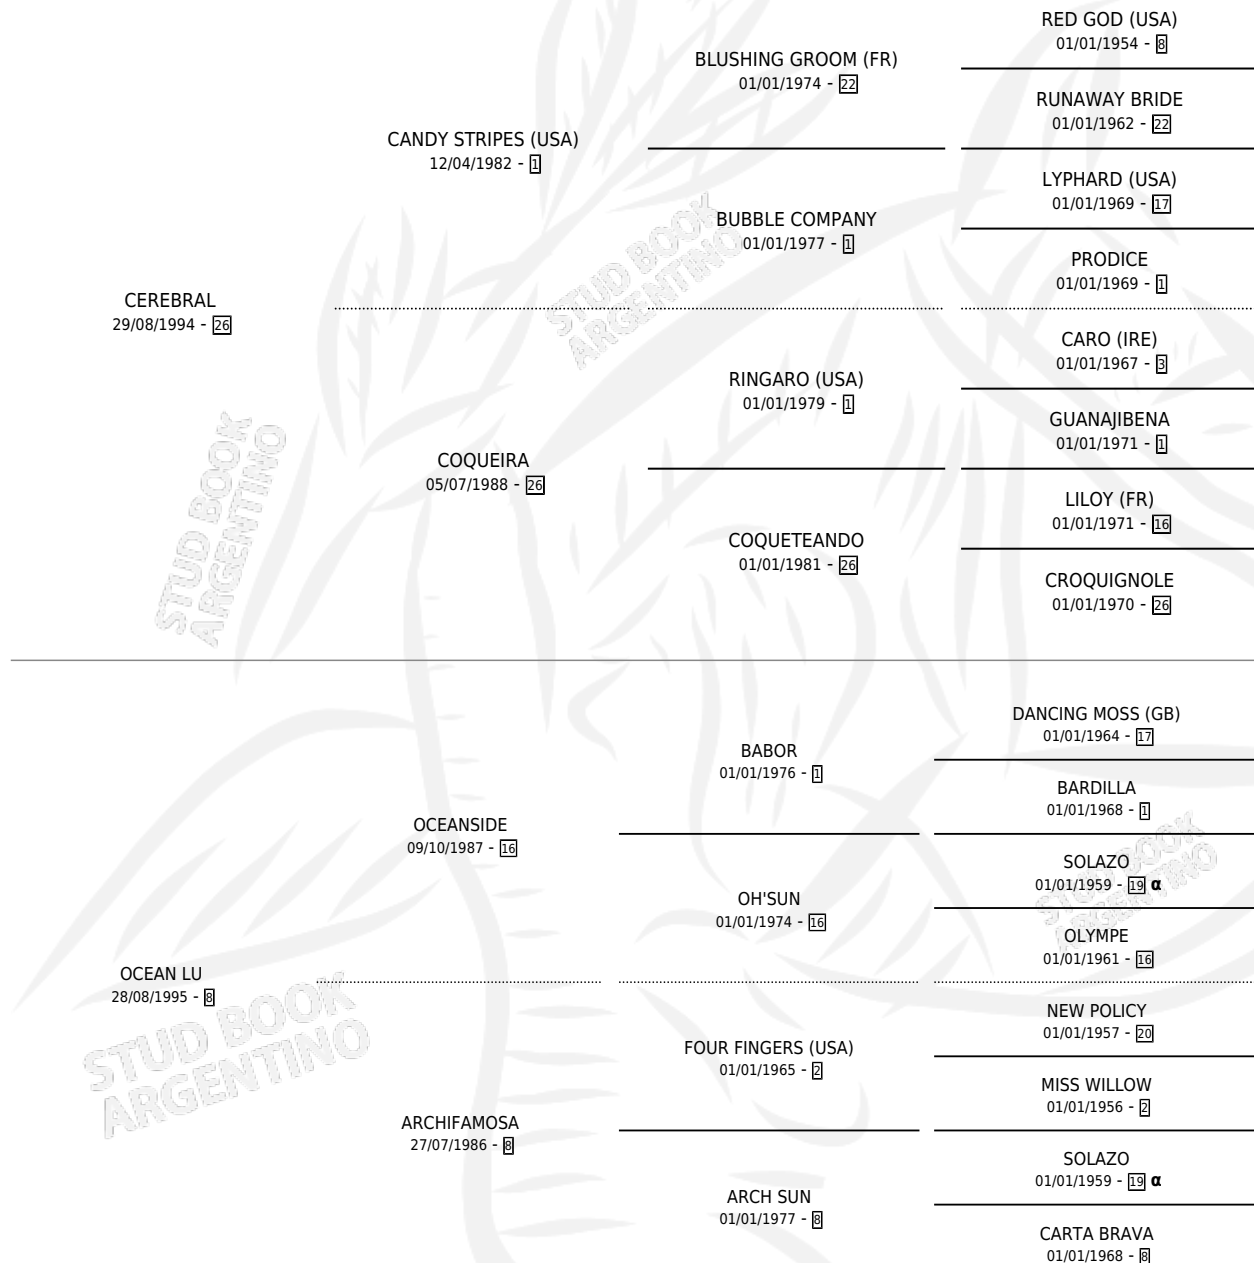 RED GOD (USA)
01/01/1954 - 8
BLUSHING GROOM (FR)
01/01/1974 - 22
RUNAWAY BRIDE
01/01/1962 - 22
CANDY STRIPES (USA)
12/04/1982 - 1
LYPHARD (USA)
01/01/1969 - 17
BUBBLE COMPANY
01/01/1977 - 1
PRODICE
01/01/1969 - 1
CEREBRAL
29/08/1994 - 26
CARO (IRE)
01/01/1967 - 3
RINGARO (USA)
01/01/1979 - 1
GUANAJIBENA
01/01/1971 - 1
COQUEIRA
05/07/1988 - 26
LILOY (FR)
01/01/1971 - 16
COQUETEANDO
01/01/1981 - 26
CROQUIGNOLE
01/01/1970 - 26
DANCING MOSS (GB)
01/01/1964 - 17
BABOR
01/01/1976 - 1
BARDILLA
01/01/1968 - 1
OCEANSIDE
09/10/1987 - 16
SOLAZO
01/01/1959 - 19 α
OH'SUN
01/01/1974 - 16
OLYMPE
01/01/1961 - 16
OCEAN LU
28/08/1995 - 8
NEW POLICY
01/01/1957 - 20
FOUR FINGERS (USA)
01/01/1965 - 2
MISS WILLOW
01/01/1956 - 2
ARCHIFAMOSA
27/07/1986 - 8
SOLAZO
01/01/1959 - 19 α
ARCH SUN
01/01/1977 - 8
CARTA BRAVA
01/01/1968 - 8
STUD BOOK
ARGENTINO
STUD BOOK
ARGENTINO
STUD BOOK
ARGENTINO
STUD BOOK
ARGENTINO